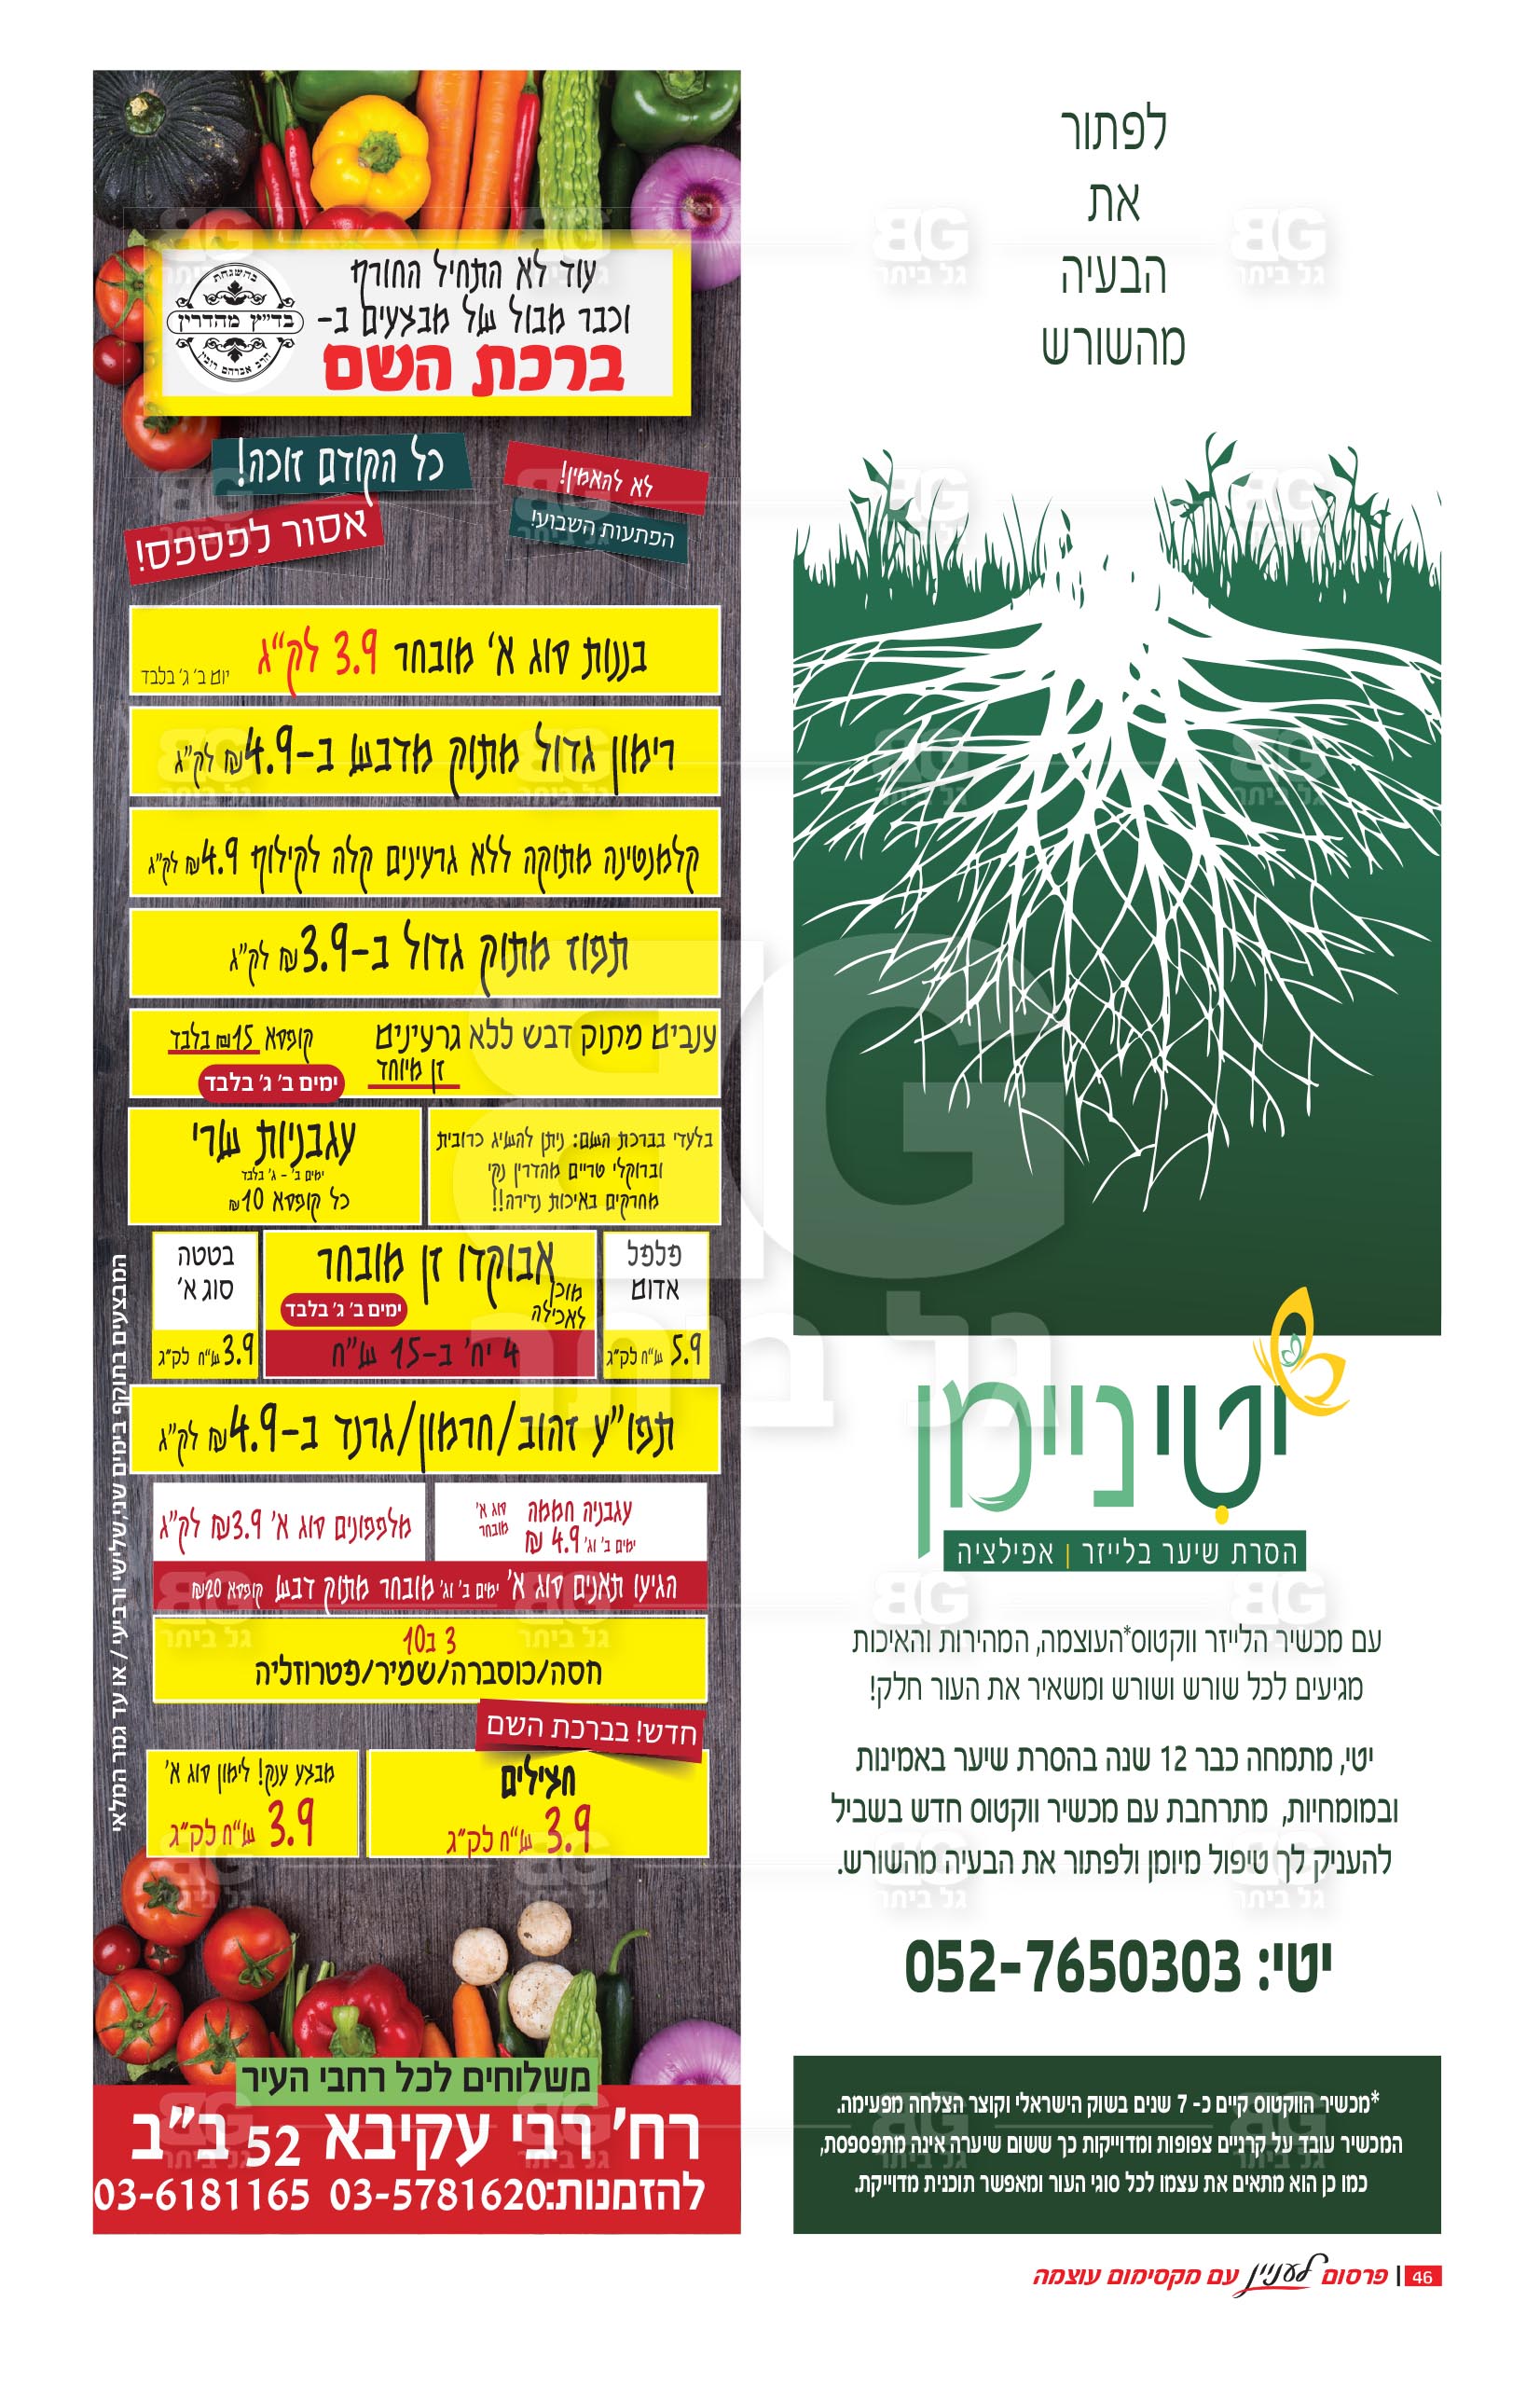 לפתור
את
הבעיה
מהשורש
יטי ניימן
הסרת שיער בלייזר | אפילציה
עם מכשיר הלייזר ווקטוס*העוצמה, המהירות והאיכות
מגיעים לכל שורש ושורש ומשאיר את העור חלק!
יטי, מתמחה כבר 12 שנה בהסרת שיער באמינות
ובמומחיות, מתרחבת עם מכשיר ווקטוס חדש בשביל
להעניק לך טיפול מיומן ולפתור את הבעיה מהשורש.
יטי: 052-7650303
*מכשיר הווקטוס קיים כ- 7 שנים בשוק הישראלי וקוצר הצלחה מפעימה.
המכשיר עובד על קרניים צפופות ומדוייקות כך ששום שיערה אינה מתפספסת,
כמו כן הוא מתאים את עצמו לכל סוגי העור ומאפשר תוכנית מדוייקת.
עוד לא התחיל החורף
וכבר מבול של מבצעים ב-
ברכת השם
בהשגחת
בד"ץ מהדרין
הרב אברהם רובין
לא להאמין!
כל הקודם זוכה!
הפתעות השבוע!
אסור לפספס!
בננות סוג א' מובחר 3.9 לק"ג
יום ב' ג' בלבד
רימון גדול מתוק מדבש ב-4.9₪ לק"ג
קלמנטינה מתוקה ללא גרעינים קלה לקילוף 4.9₪ לק"ג
תפוז מתוק גדול ב-3.9₪ לק"ג
ענבים מתוק דבש ללא גרעינים
זן מיוחד
קופסא 15₪ בלבד
ימים ב' ג' בלבד
בלעדי בברכת השם: ניתן להשיג כרובית
וברוקלי טריים מהדרין נקי
מחרקים באיכות נדירה!!
עגבניות שרי
ימים ב' - ג' בלבד
כל קופסא 10₪
פלפל
אדום
5.9 ש"ח לק"ג
אבוקדו זן מובחר
מוכן
לאכילה
ימים ב' ג' בלבד
4 יח' ב-15 ש"ח
בטטה
סוג א'
3.9 ש"ח לק"ג
תפו"ע זהוב/חרמון/גרנד ב-4.9₪ לק"ג
עגבניה חממה
סוג א'
מובחר
ימים ב' וג' 4.9 ₪
מלפפונים סוג א' 3.9₪ לק"ג
הגיעו תאנים סוג א' ימים ב' וג' מובחר מתוק דבש קופסא 20₪
3 ב10
חסה/כוסברה/שמיר/פטרוזליה
חדש! בברכת השם
חצילים
3.9 ש"ח לק"ג
מבצע ענק! לימון סוג א'
3.9 ש"ח לק"ג
המבצעים בתוקף בימים שני,שלישי ורביעי / או עד גמר המלאי
משלוחים לכל רחבי העיר
רח' רבי עקיבא 52 ב"ב
להזמנות:03-5781620 03-6181165
46 | פרסום לעניין עם מקסימום עוצמה
BG
גל ביתר